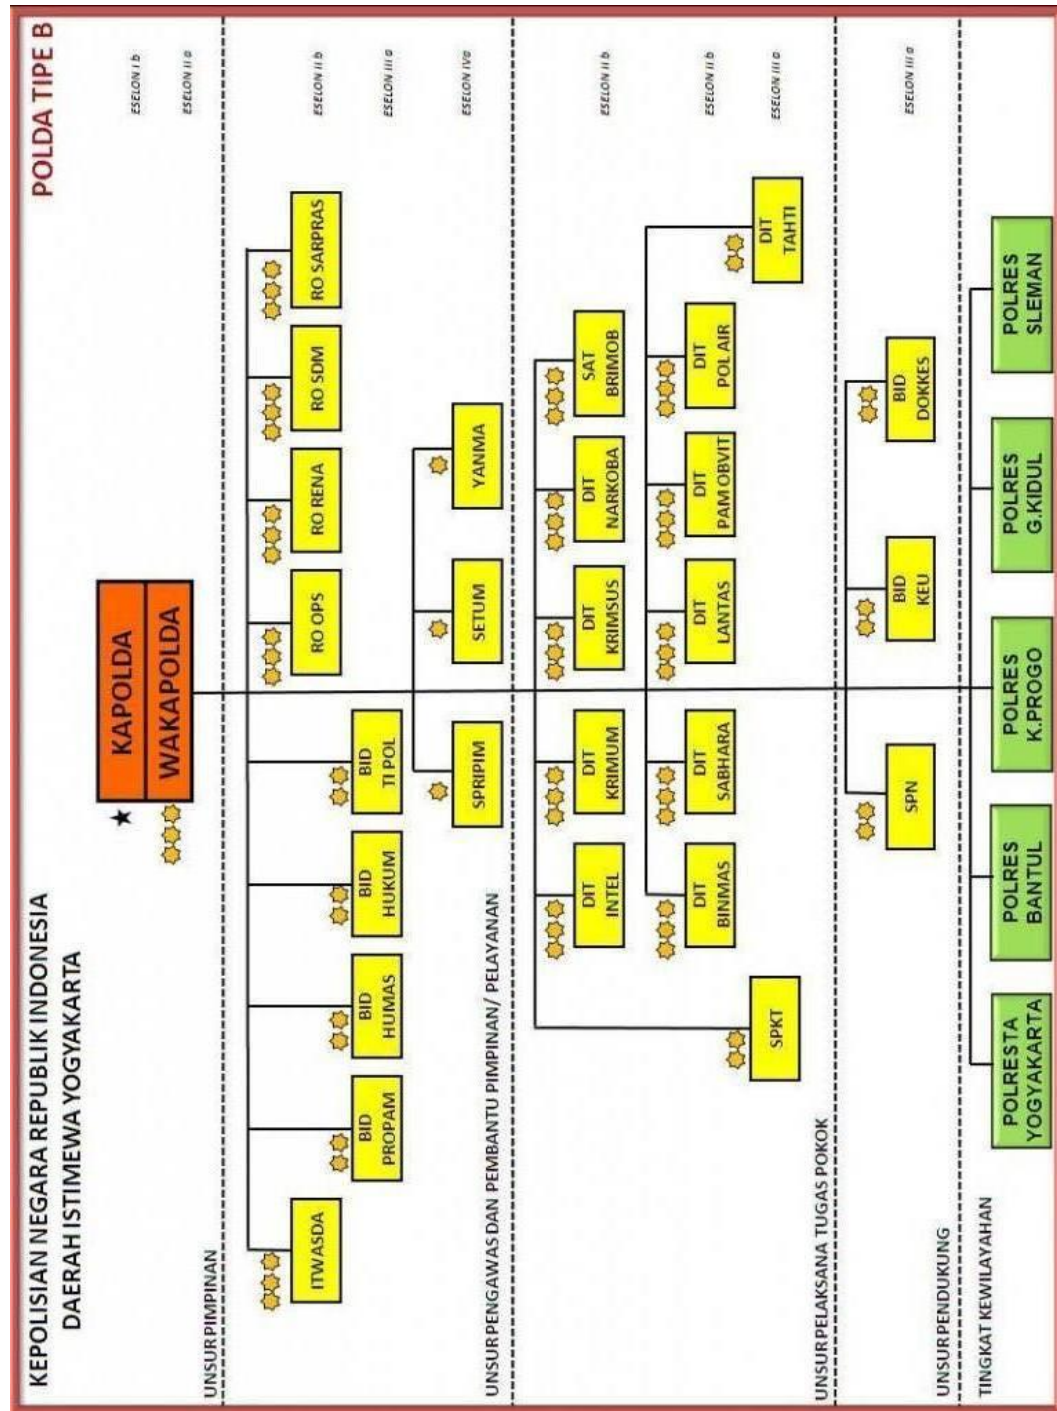 KEPOLISIAN NEGARA REPUBLIK INDONESIA
DAERAH ISTIMEWA YOGYAKARTA
POLDA TIPE B
KAPOLDA
WAKAPOLDA
ESELON I b
ESELON II a
UNSUR PIMPINAN
ITWASDA
RO OPS
RO RENA
RO SDM
RO SARPRAS
ESELON II b
BID
PROPAM
BID
HUMAS
BID
HUKUM
BID
TI POL
ESELON III a
SPRIPIM
SETUM
YANMA
ESELON IVa
UNSUR PENGAWAS DAN PEMBANTU PIMPINAN/ PELAYANAN
DIT
INTEL
DIT
KRIMUM
DIT
KRIMSUS
DIT
NARKOBA
SAT
BRIMOB
ESELON II b
DIT
BINMAS
DIT
SABHARA
DIT
LANTAS
DIT
PAM OBVIT
DIT
POL AIR
ESELON II b
SPKT
DIT
TAHTI
ESELON III a
UNSUR PELAKSANA TUGAS POKOK
SPN
BID
KEU
BID
DOKKES
ESELON III a
UNSUR PENDUKUNG
TINGKAT KEWILAYAHAN
POLRESTA
YOGYAKARTA
POLRES
BANTUL
POLRES
K.PROGO
POLRES
G.KIDUL
POLRES
SLEMAN